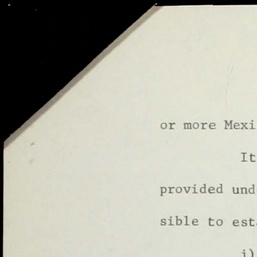 or more Mexi
It
provided und
sible to est
i)